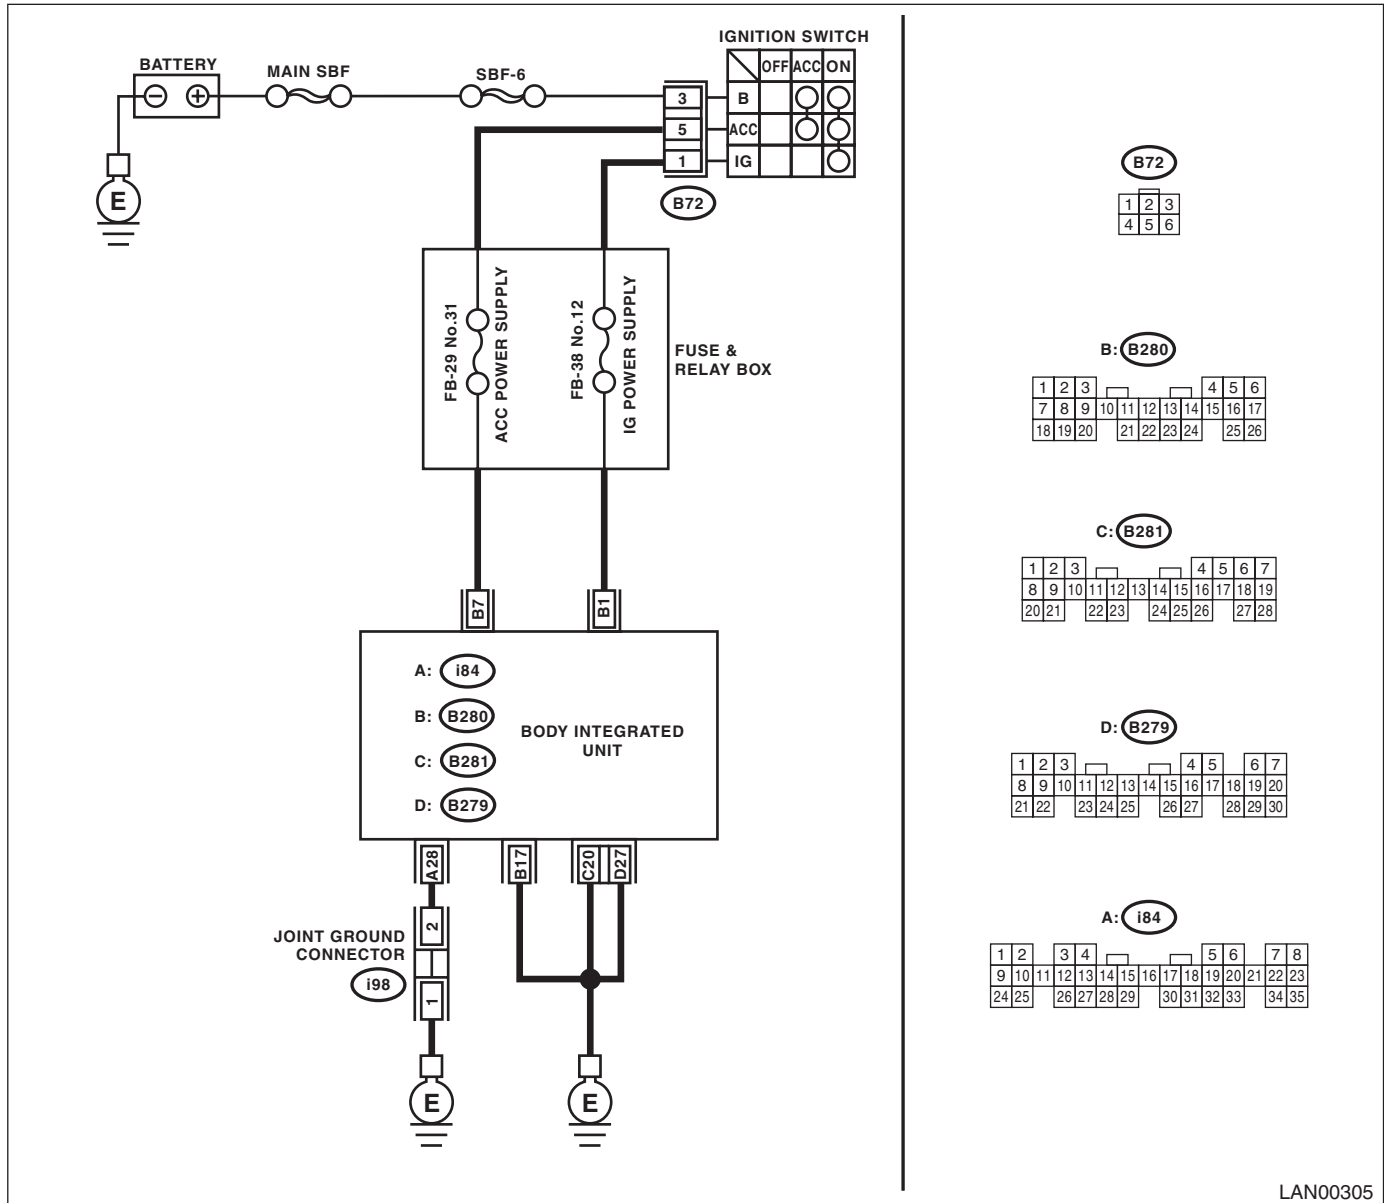 IGNITION SWITCH
BATTERY
MAIN SBF
SBF-6
OFF ACC ON
3 B
5 ACC
1 IG
B72
E
FB-29 No.31
ACC POWER SUPPLY
FB-38 No.12
IG POWER SUPPLY
FUSE &
RELAY BOX
B7
B1
A: i84
B: B280
C: B281
D: B279
BODY INTEGRATED
UNIT
A28
B17
C20
D27
2
JOINT GROUND
CONNECTOR
i98
1
E
E
B72
1 2 3
4 5 6
B: B280
1 2 3 4 5 6
7 8 9 10 11 12 13 14 15 16 17
18 19 20 21 22 23 24 25 26
C: B281
1 2 3 4 5 6 7
8 9 10 11 12 13 14 15 16 17 18 19
20 21 22 23 24 25 26 27 28
D: B279
1 2 3 4 5 6 7
8 9 10 11 12 13 14 15 16 17 18 19 20
21 22 23 24 25 26 27 28 29 30
A: i84
1 2 3 4 5 6 7 8
9 10 11 12 13 14 15 16 17 18 19 20 21 22 23
24 25 26 27 28 29 30 31 32 33 34 35
LAN00305